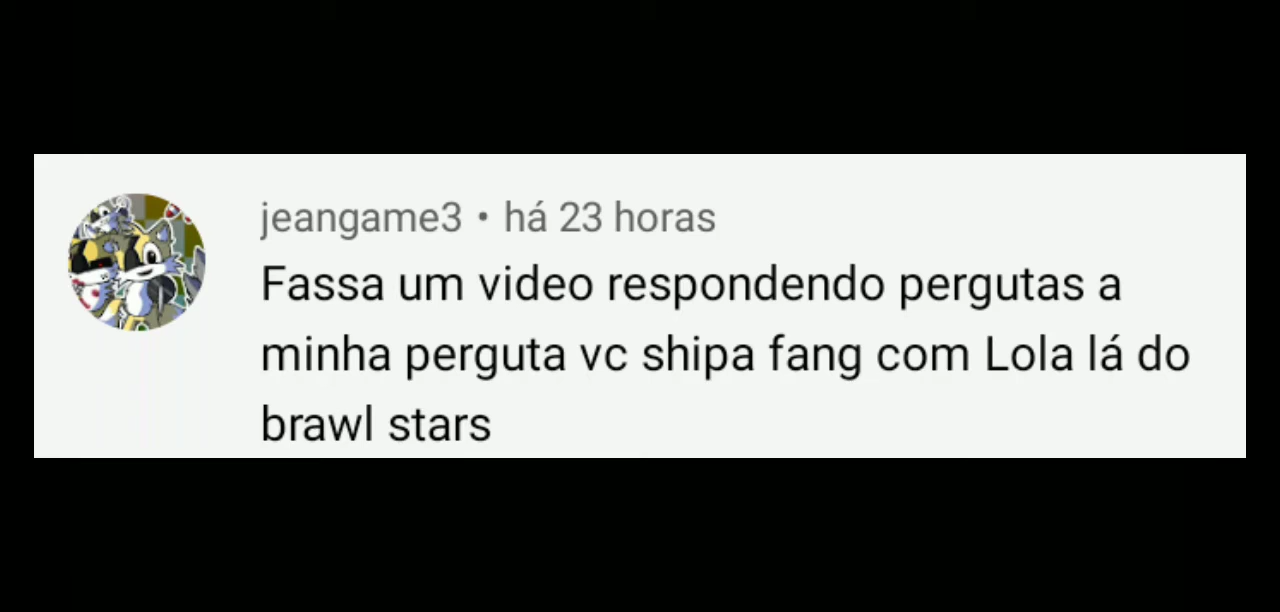 jeangame3 • há 23 horas
Fassa um video respondendo pergutas a
minha perguta vc shipa fang com Lola lá do
brawl stars